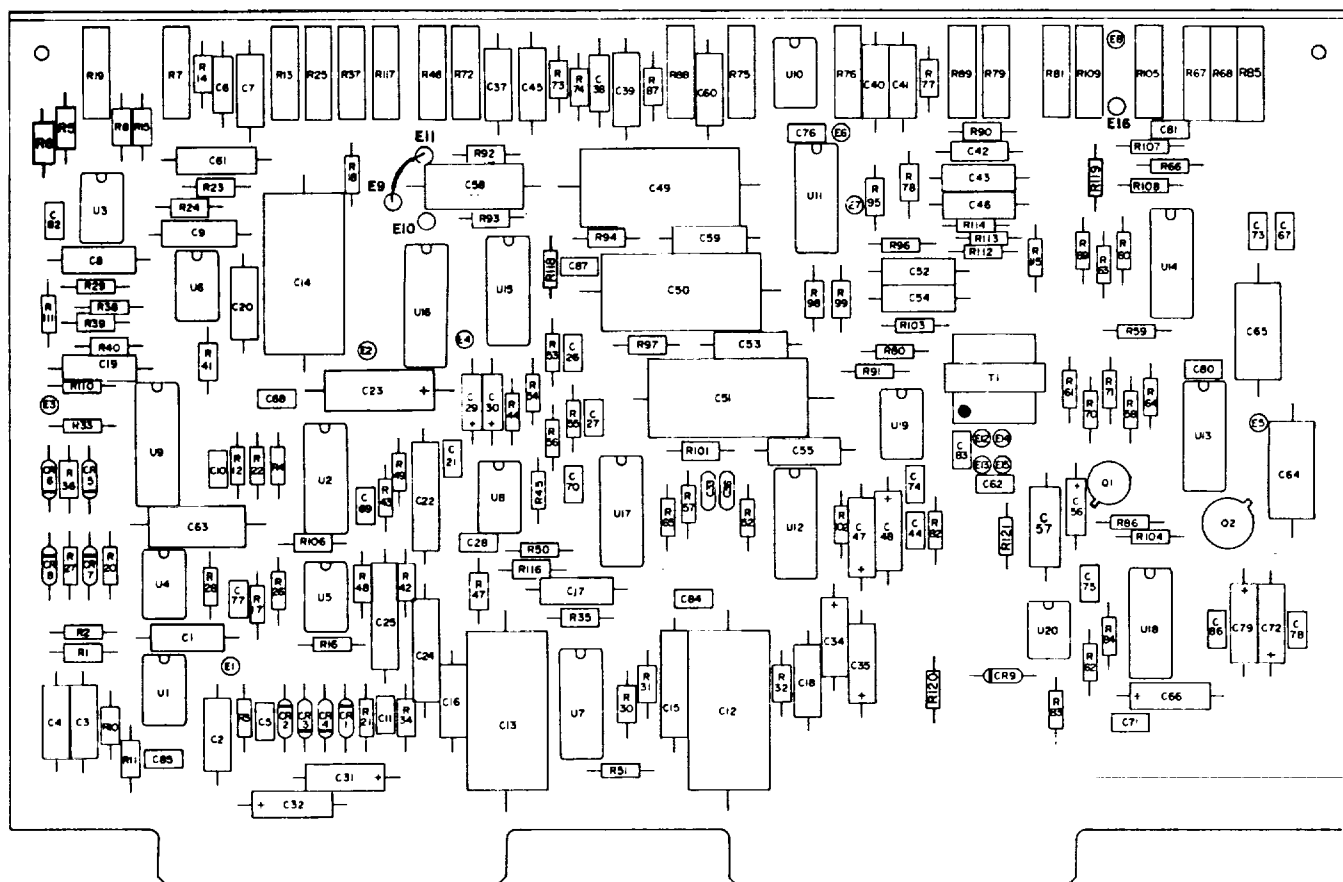 R19 R7 R14 C6 C7 R13 R25 R37 R117 R46 R72 C37 C45 R73 R74 C38 C39 R87 R88 C60 R75 U10 R76 C40 C41 R77 R89 R79 R81 R109 E8 R105 R67 R68 R85
R6 R5 R8 R15 E11 C76 E6 R90 E16 C81
C61 R18 R92 C42 R107
R23 E9 C58 C49 U11 R95 R78 C43 R119 R66
U3 R24 R108
C82 C9 E10 R93 E7 C46
R114
C8 U6 C20 C14 U16 U15 R118 R94 C59 R96 R113 R112 R115 R69 R63 R60 U14 C73 C67
R29 C87 C50 R98 R99 C52
R111 R38 C54 C65
R39 E4 R103 R59
R40 R41 E2 R53 C26 R97 C53 R80
C19 C23 + R54 R91 T1 R61 R71 R64 C80
R110 C68 C29 C30 R44 C51 R70 R58
E3 + + R55 C27 U19 E5
R33 U9 U2 R56 R101 C55 C83 E12 E14 U13 C64
CR6 R36 CR5 C10 R12 R22 R4 R49 C21 U8 R45 C70 U17 C33 C36 U12 C74 E13 E15 Q1
C69 R43 C22 R65 R57 R52 C62 C56 Q2
C63 R102 C47 C48 C44 R82 R121 C57 R86
R106 C28 R50 R104
CR8 R27 CR7 R20 U4 R28 C77 R17 R26 U5 R48 R42 R116 C75
R47 C17 C84 C34 U20 U18
R2 C1 C25 C24 R35 C35 R84 C86 C79 C72 C78
R1 R16 R62
U1 E1 C16 C13 U7 R31 C15 C12 R32 C18 CR9
C4 C3 R10 C2 C5 CR2 CR3 CR4 CR1 R21 C11 R34 R30 R120 R83 + C66
R11 C85 C71
C31 + R51
+ C32